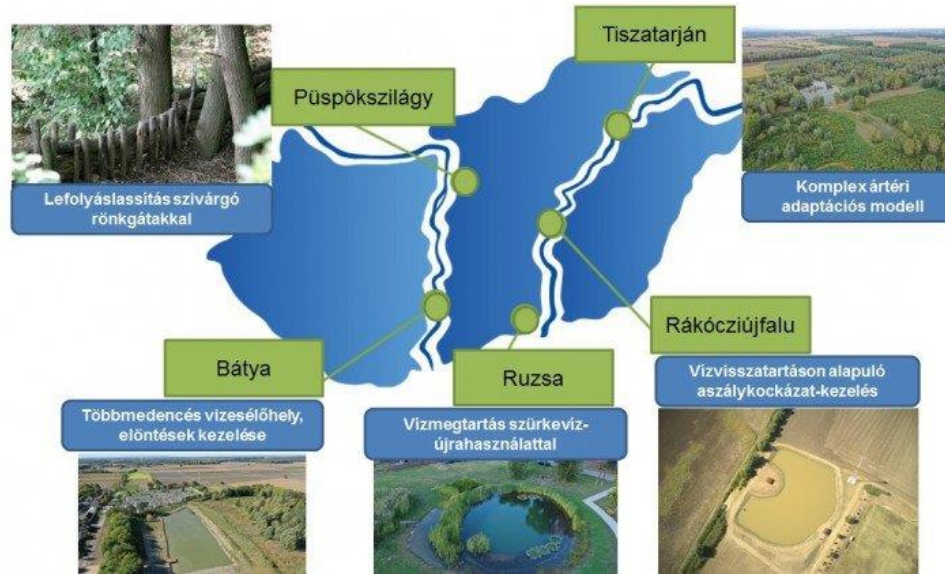 Tiszatarján
Püspökszilágy
Lefolyáslassítás szivárgó
rönkgátakkal
Komplex ártéri
adaptációs modell
Rákócziújfalu
Bátya
Ruzsa
Vízvisszatartáson alapuló
aszálykockázat-kezelés
Többmedencés vizesélőhely,
elöntések kezelése
Vízmegtartás szürkevíz-
újrahasználattal